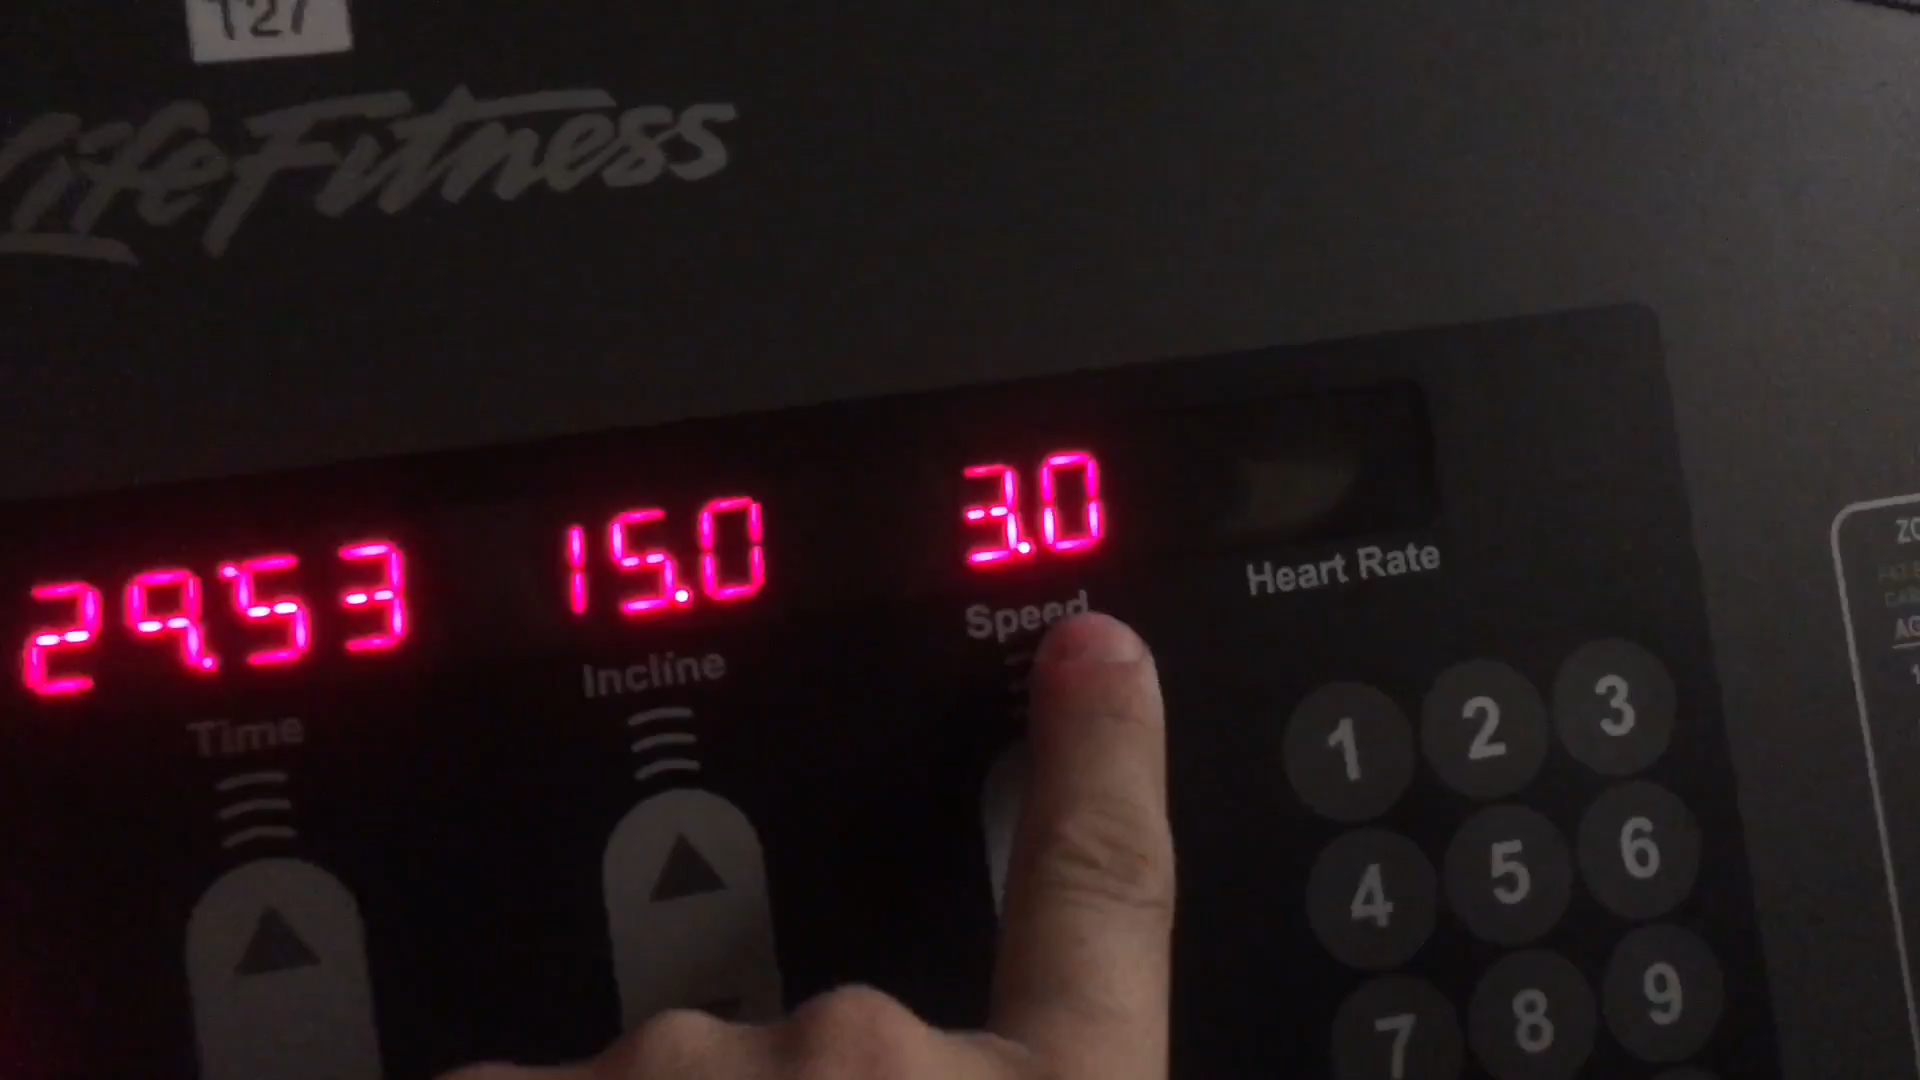 T27
LifeFitness
29:53 15.0 3.0
Time Incline Speed Heart Rate
1 2 3
4 5 6
7 8 9